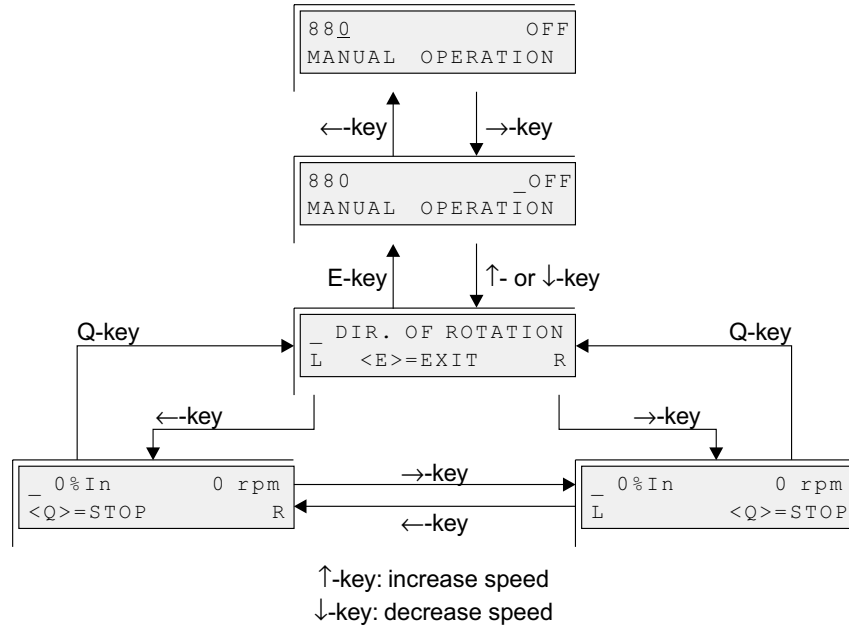 880 OFF
MANUAL OPERATION
←-key →-key
880 _OFF
MANUAL OPERATION
E-key ↑- or ↓-key
Q-key Q-key
_ DIR. OF ROTATION
L <E>=EXIT R
←-key →-key
_ 0%In 0 rpm
<Q>=STOP R
→-key
←-key
_ 0%In 0 rpm
L <Q>=STOP
↑-key: increase speed
↓-key: decrease speed